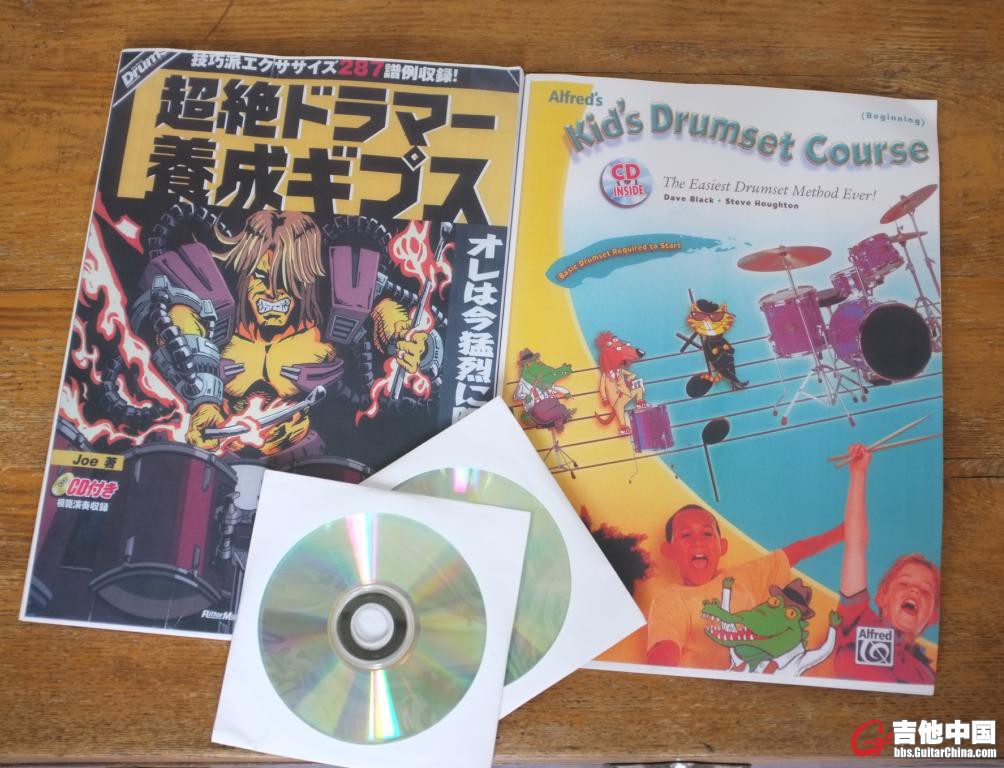 Drums
技巧派エクササイズ287譜例収録!
超絶ドラマー
養成ギプス
オレは今猛烈に
Joe 著
CD付き
模範演奏収録
Alfred's
Kid's Drumset Course
(Beginning)
CD
INSIDE
The Easiest Drumset Method Ever!
Dave Black • Steve Houghton
Basic Drumset Required to Start
Alfred
吉他中国
bbs.GuitarChina.com